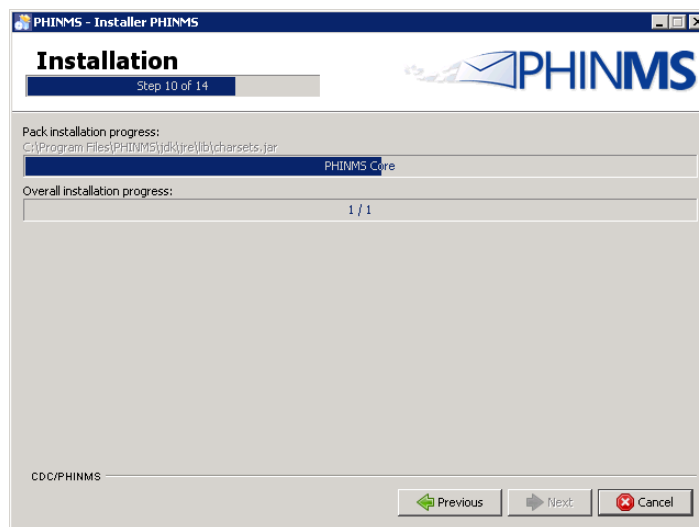 PHINMS - Installer PHINMS
Installation
Step 10 of 14
PHINMS
Pack installation progress:
C:\Program Files\PHINMS\jdk\jre\lib\charsets.jar
PHINMS Core
Overall installation progress:
1 / 1
CDC/PHINMS
Previous
Next
Cancel